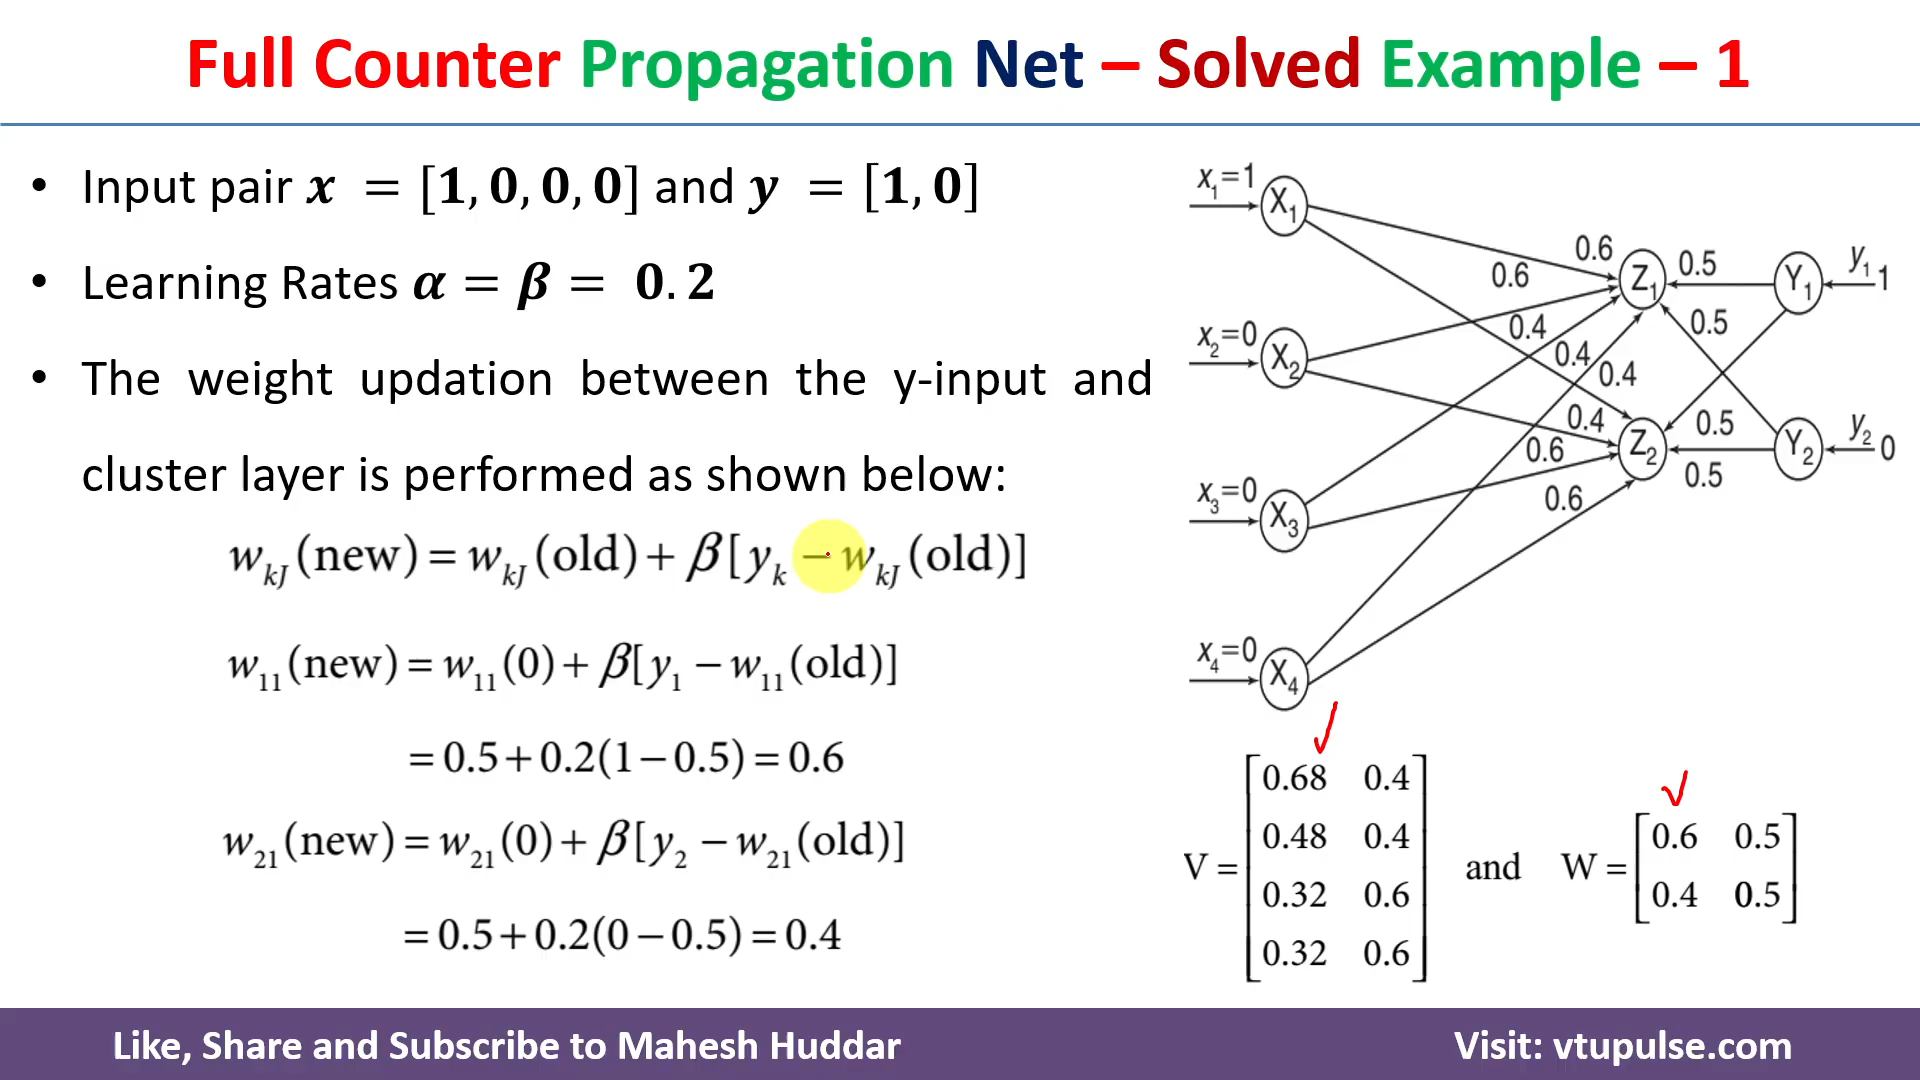 Full Counter Propagation Net – Solved Example – 1
• Input pair x = [1, 0, 0, 0] and y = [1, 0]
• Learning Rates α = β = 0.2
• The weight updation between the y-input and
cluster layer is performed as shown below:
w_kJ(new) = w_kJ(old) + β[y_k − w_kJ(old)]
w_11(new) = w_11(0) + β[y_1 − w_11(old)]
= 0.5 + 0.2(1 − 0.5) = 0.6
w_21(new) = w_21(0) + β[y_2 − w_21(old)]
= 0.5 + 0.2(0 − 0.5) = 0.4
x_1=1 X_1
0.6
0.6 Z_1 0.5 Y_1 y_1 1
x_2=0 X_2 0.4 0.5
0.4 0.4
0.4 0.5
0.6 Z_2 Y_2 y_2 0
0.5
x_3=0 X_3 0.6
x_4=0 X_4
V = [0.68 0.4
0.48 0.4
0.32 0.6
0.32 0.6]
and
W = [0.6 0.5
0.4 0.5]
Like, Share and Subscribe to Mahesh Huddar
Visit: vtupulse.com